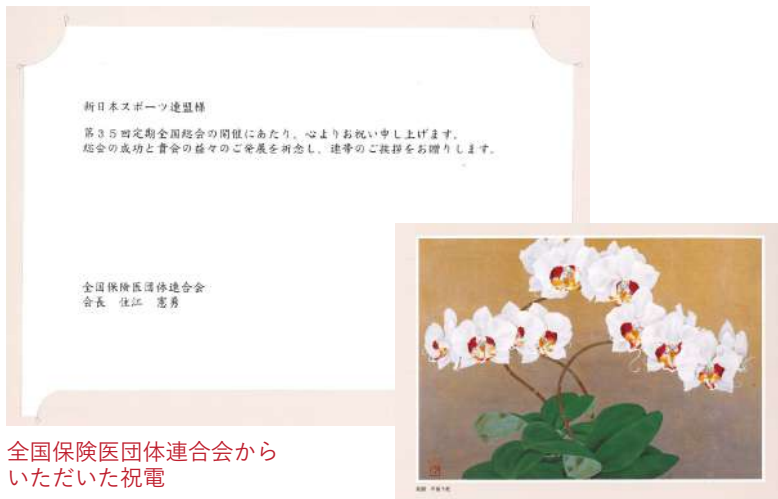 新日本スポーツ連盟様
第35回定期全国総会の開催にあたり、心よりお祝い申し上げます。
総会の成功と貴会の益々のご発展を祈念し、連帯のご挨拶をお贈りします。
全国保険医団体連合会
会長 住江 憲勇
全国保険医団体連合会から
いただいた祝電